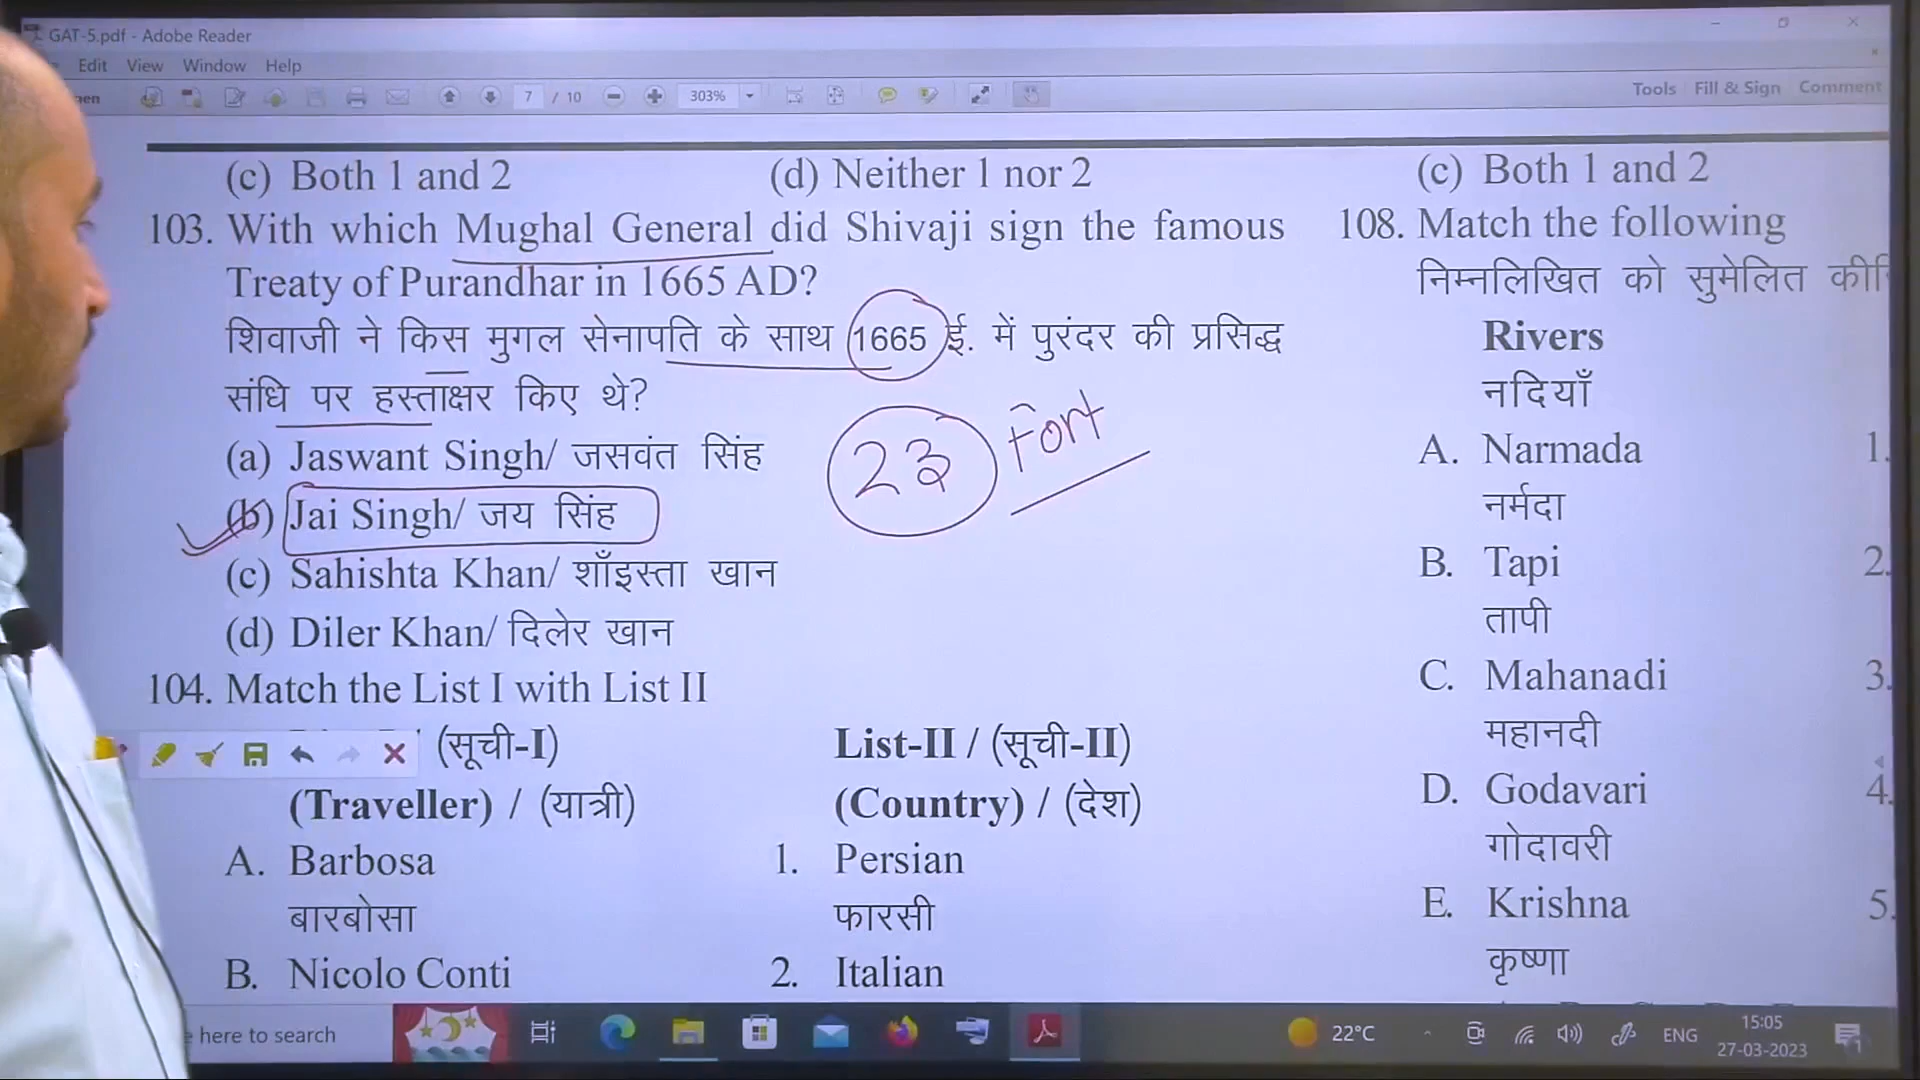 GAT-5.pdf - Adobe Reader
Edit View Window Help
7 / 10 303% Tools Fill & Sign Comment
(c) Both 1 and 2 (d) Neither 1 nor 2
103. With which Mughal General did Shivaji sign the famous
Treaty of Purandhar in 1665 AD?
शिवाजी ने किस मुगल सेनापति के साथ 1665 ई. में पुरंदर की प्रसिद्ध
संधि पर हस्ताक्षर किए थे?
23 Fort
(a) Jaswant Singh/ जसवंत सिंह
(b) Jai Singh/ जय सिंह
(c) Sahishta Khan/ शाँइस्ता खान
(d) Diler Khan/ दिलेर खान
104. Match the List I with List II
(सूची-I) List-II / (सूची-II)
(Traveller) / (यात्री) (Country) / (देश)
A. Barbosa 1. Persian
बारबोसा फारसी
B. Nicolo Conti 2. Italian
(c) Both 1 and 2
108. Match the following
निम्नलिखित को सुमेलित
Rivers
नदियाँ
A. Narmada 1.
नर्मदा
B. Tapi 2.
तापी
C. Mahanadi 3.
महानदी
D. Godavari 4.
गोदावरी
E. Krishna 5.
कृष्णा
here to search 22°C ENG 15:05
27-03-2023